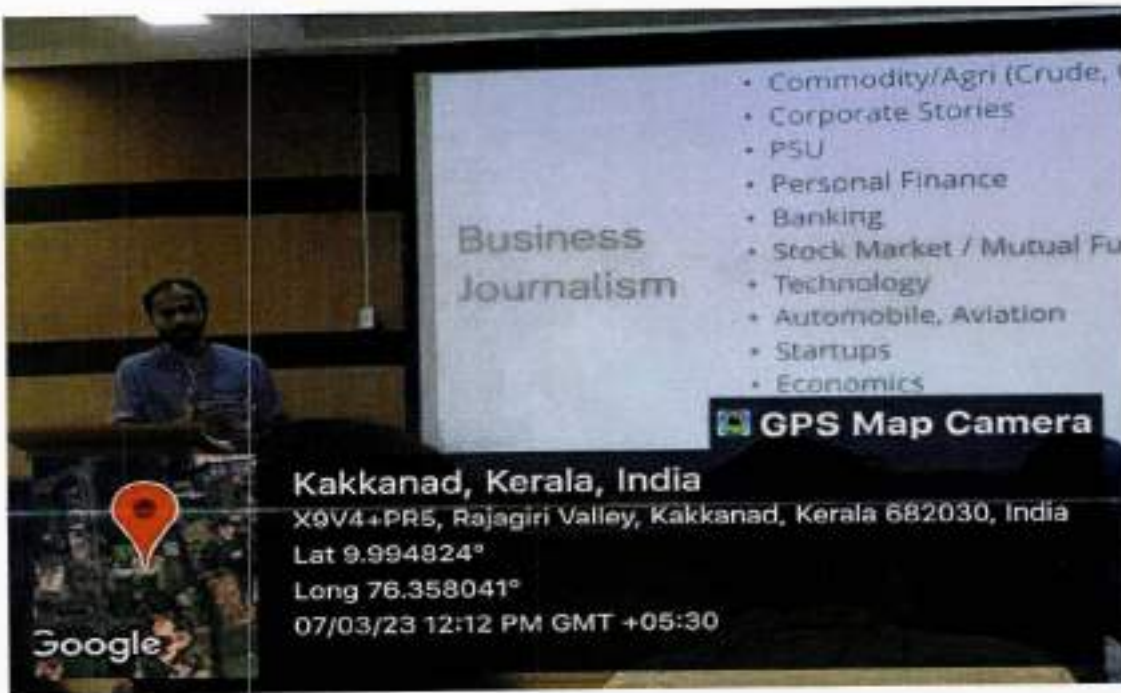 Business
Journalism
• Commodity/Agri (Crude,
• Corporate Stories
• PSU
• Personal Finance
• Banking
• Stock Market / Mutual Fu
• Technology
• Automobile, Aviation
• Startups
• Economics
GPS Map Camera
Kakkanad, Kerala, India
X9V4+PR5, Rajagiri Valley, Kakkanad, Kerala 682030, India
Lat 9.994824°
Long 76.358041°
07/03/23 12:12 PM GMT +05:30
Google